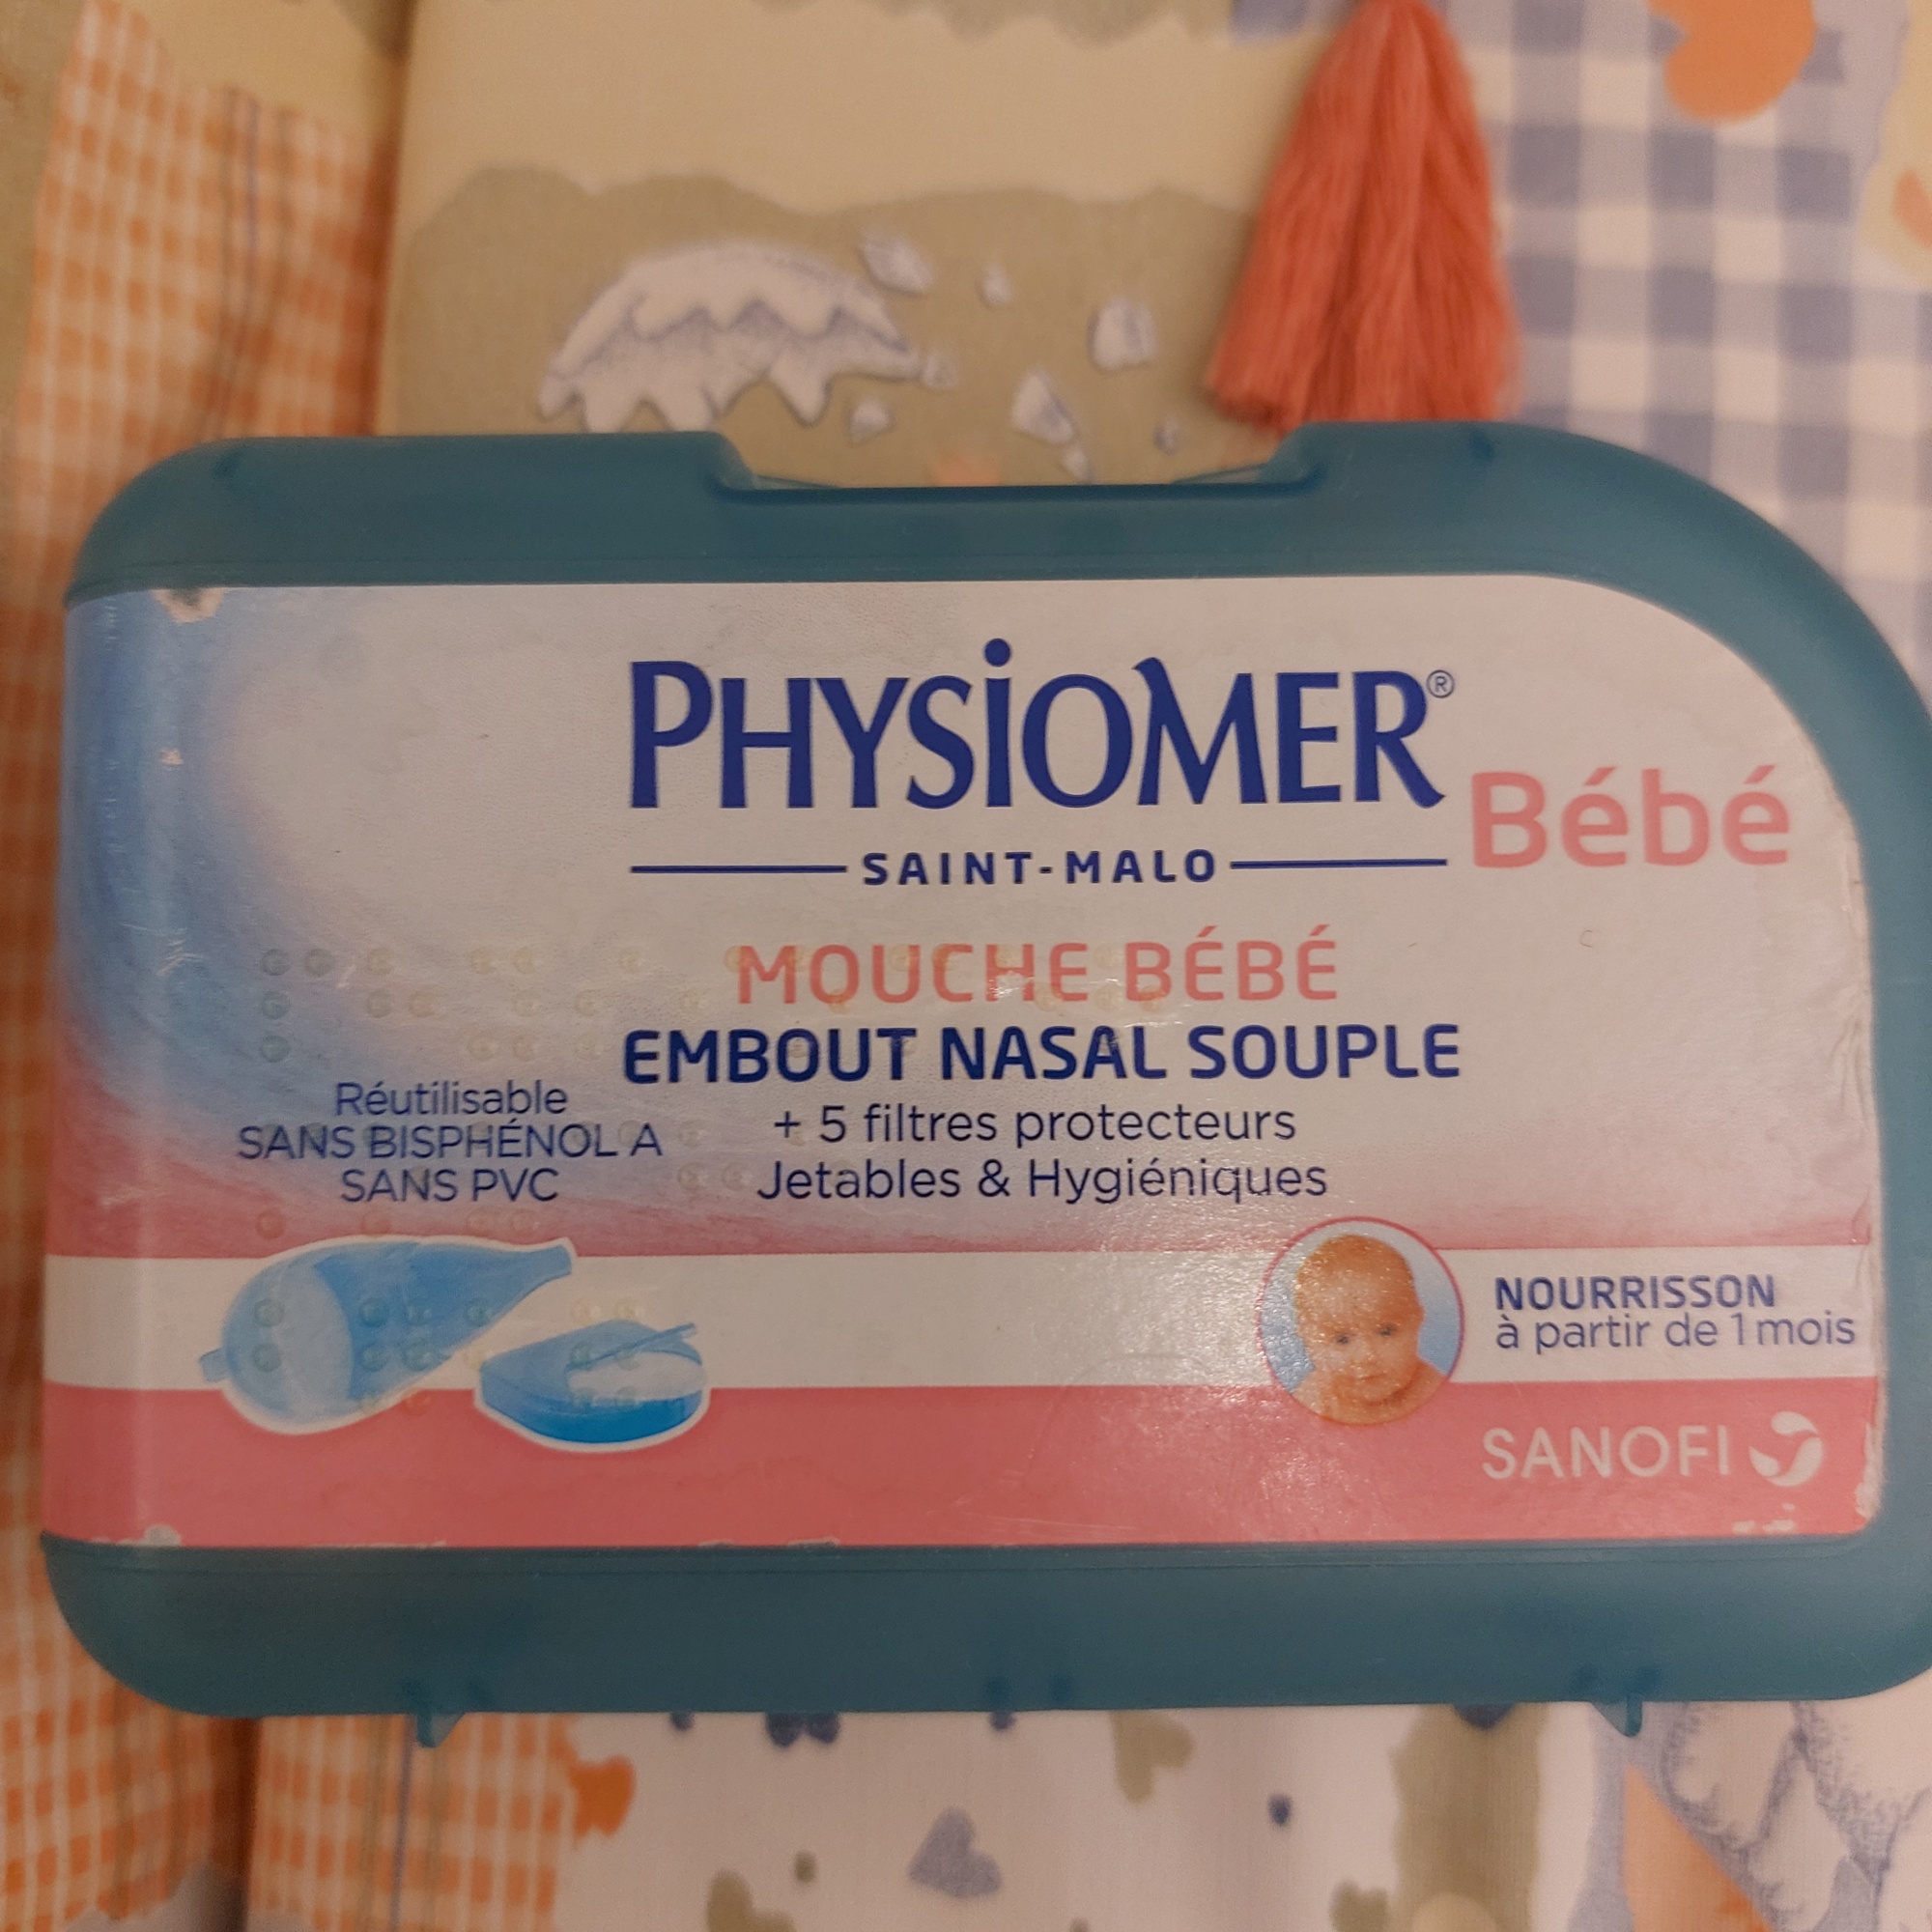 PHYSIOMER®
Bébé
SAINT-MALO
MOUCHE BÉBÉ
EMBOUT NASAL SOUPLE
+ 5 filtres protecteurs
Jetables & Hygiéniques
Réutilisable
SANS BISPHÉNOL A
SANS PVC
NOURRISSON
à partir de 1 mois
SANOFI